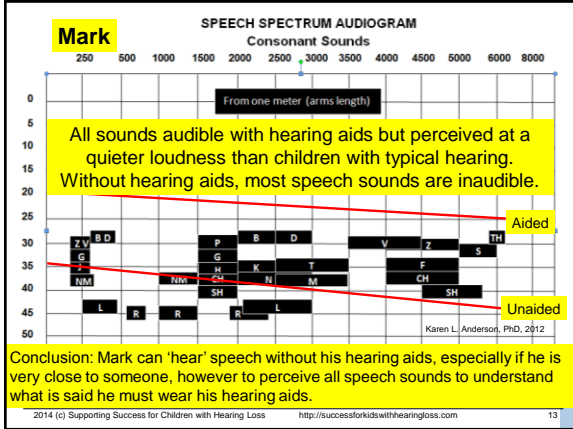 SPEECH SPECTRUM AUDIOGRAM
Mark
Consonant Sounds
250 500 1000 1500 2000 2500 3000 3500 4000 4500 5000 6000 8000
0
From one meter (arms length)
5
All sounds audible with hearing aids but perceived at a
10
quieter loudness than children with typical hearing.
15
Without hearing aids, most speech sounds are inaudible.
20
25
Aided
B D P B D V TH
30
Z V Z S
G G
35
J H K T F
NM NM CH N M CH
40
SH SH
L L
45
R R R
Unaided
50
Karen L. Anderson, PhD, 2012
Conclusion: Mark can ‘hear’ speech without his hearing aids, especially if he is
very close to someone, however to perceive all speech sounds to understand
what is said he must wear his hearing aids.
2014 (c) Supporting Success for Children with Hearing Loss http://successforkidswithhearingloss.com 13